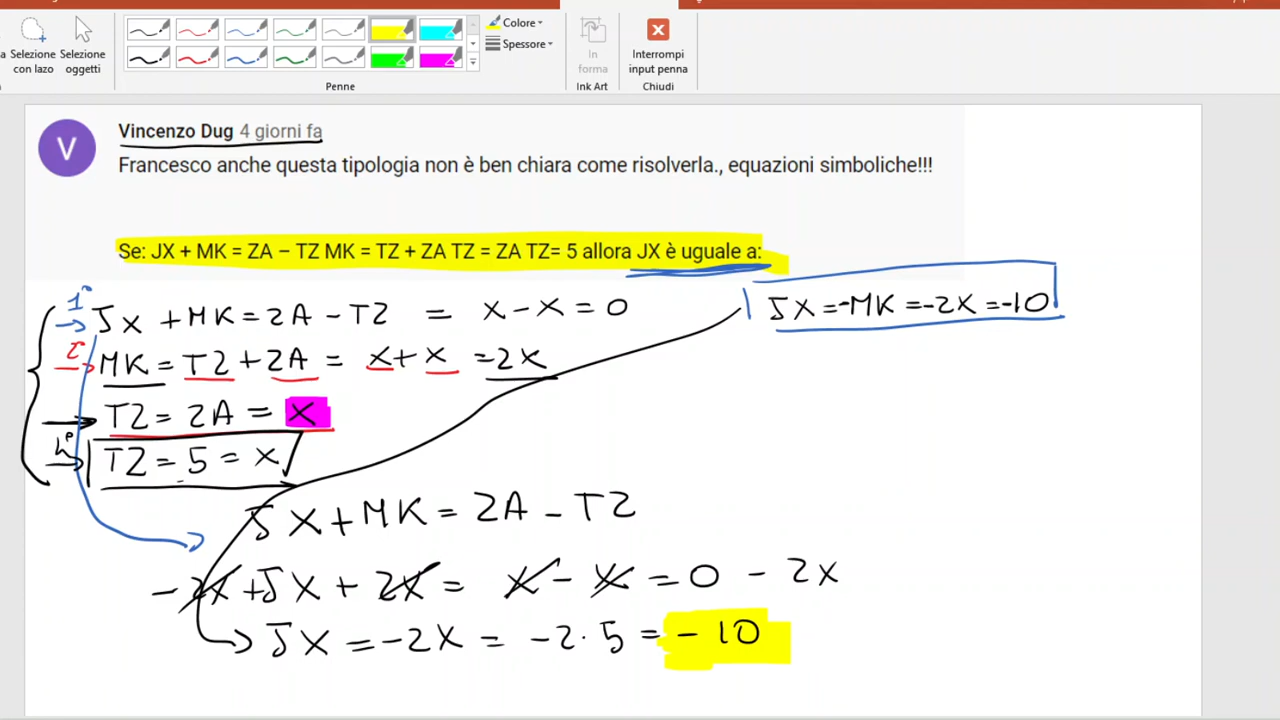 Colore
Selezione con lazo
Selezione oggetti
Spessore
In forma
Interrompi input penna
Penne
Ink Art
Chiudi
V
Vincenzo Dug 4 giorni fa
Francesco anche questa tipologia non è ben chiara come risolverla., equazioni simboliche!!!
Se: JX + MK = ZA – TZ MK = TZ + ZA TZ = ZA TZ= 5 allora JX è uguale a:
1°
JX + MK = ZA - TZ = X - X = 0
JX = -MK = -2X = -10
MK = TZ + ZA = X + X = 2X
TZ = ZA = X
TZ = 5 = X
JX + MK = ZA - TZ
-2X + JX + 2X = X - X = 0 - 2X
JX = -2X = -2·5 = -10